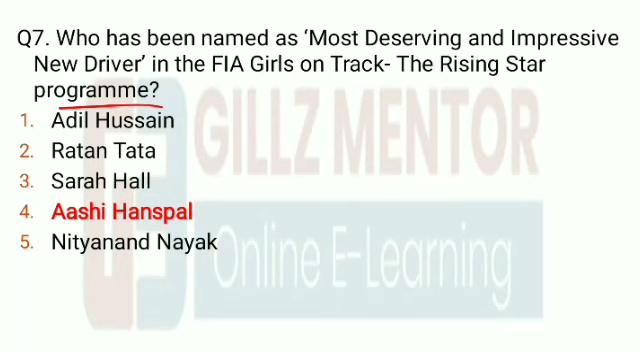 Q7. Who has been named as ‘Most Deserving and Impressive
New Driver’ in the FIA Girls on Track- The Rising Star
programme?
1. Adil Hussain
2. Ratan Tata
3. Sarah Hall
4. Aashi Hanspal
5. Nityanand Nayak
GILLZ MENTOR
Online E-Learning